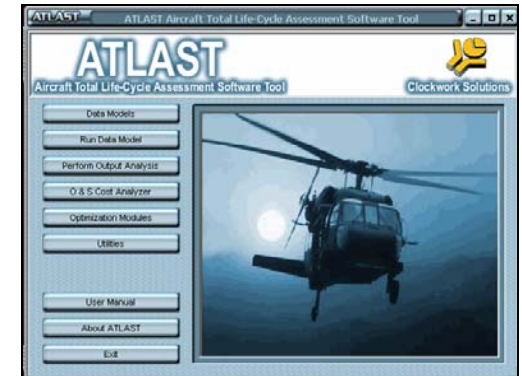 ATLAST
ATLAST Aircraft Total Life-Cycle Assessment Software Tool
ATLAST
Aircraft Total Life-Cycle Assessment Software Tool
Clockwork Solutions
Data Models
Run Data Model
Perform Output Analysis
O & S Cost Analyzer
Optimization Modules
Utilities
User Manual
About ATLAST
Exit